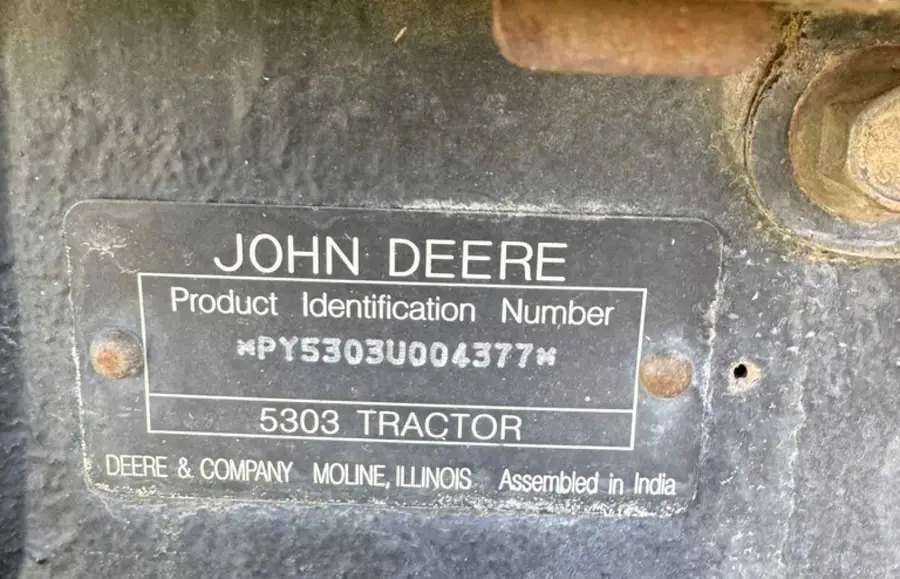 JOHN DEERE
Product Identification Number
*PY5303U004377*
5303 TRACTOR
DEERE & COMPANY MOLINE, ILLINOIS Assembled in India